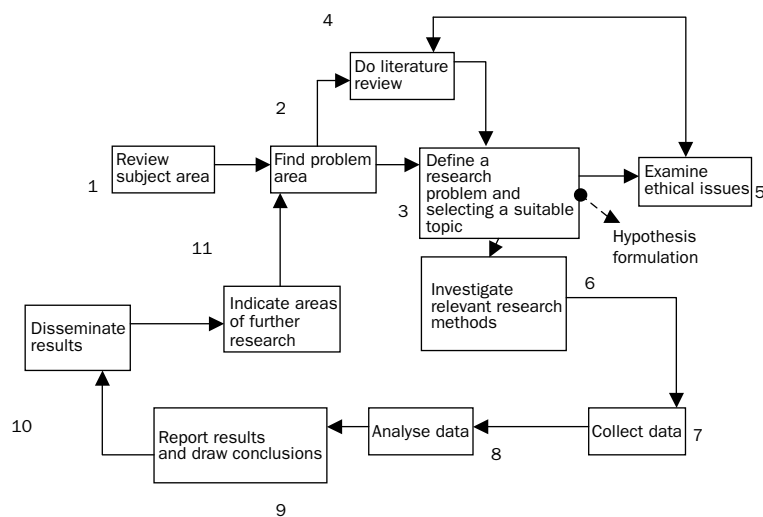 4
Do literature
review
2
Review
subject area
1
Find problem
area
Define a
research
problem and
selecting a suitable
topic
3
Examine
ethical issues
5
Hypothesis
formulation
11
Indicate areas
of further
research
Investigate
relevant research
methods
6
Disseminate
results
10
Report results
and draw conclusions
9
Analyse data
8
Collect data
7